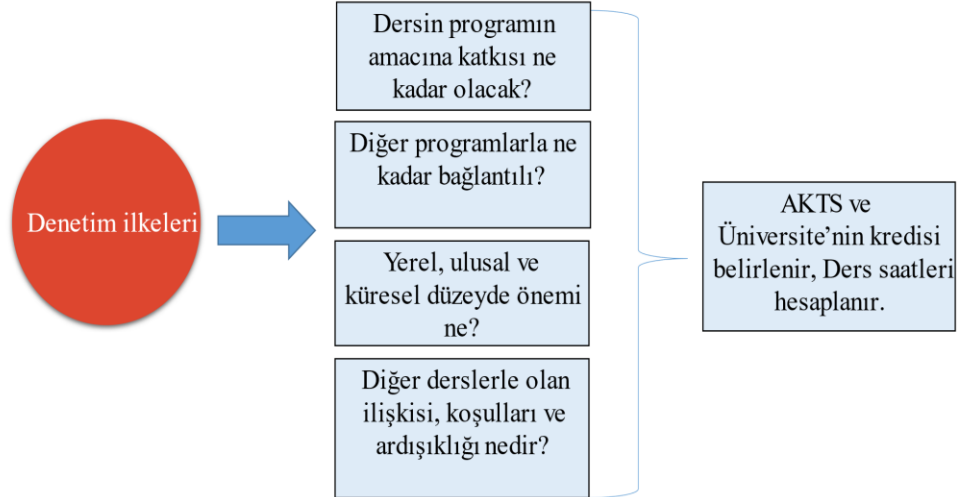 Denetim ilkeleri
Dersin programın
amacına katkısı ne
kadar olacak?
Diğer programlarla ne
kadar bağlantılı?
Yerel, ulusal ve
küresel düzeyde önemi
ne?
Diğer derslerle olan
ilişkisi, koşulları ve
ardışıklığı nedir?
AKTS ve
Üniversite’nin kredisi
belirlenir, Ders saatleri
hesaplanır.